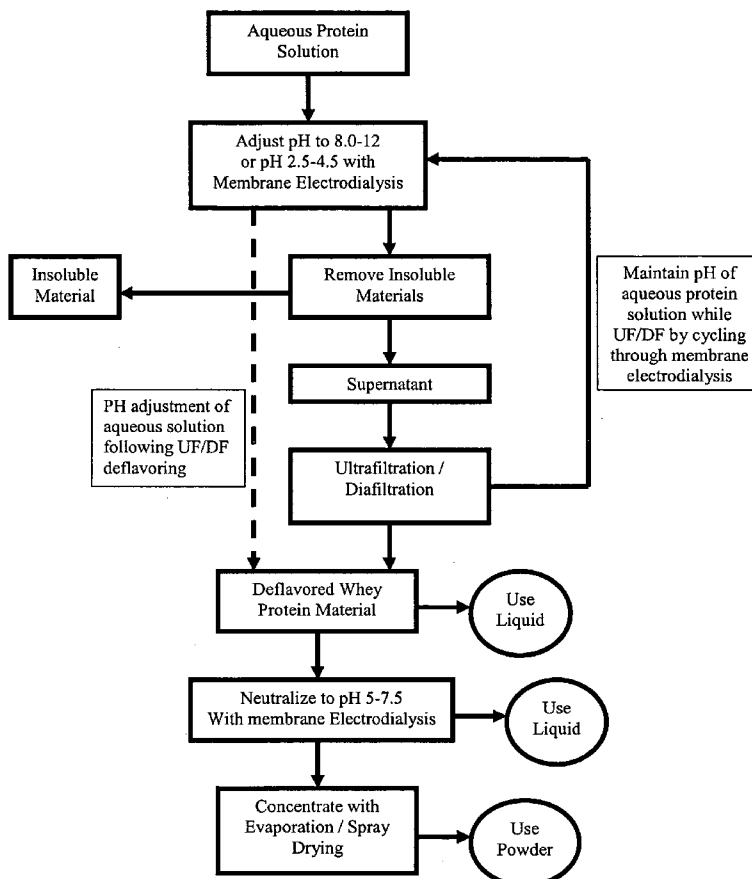 Aqueous Protein
Solution
Adjust pH to 8.0-12
or pH 2.5-4.5 with
Membrane Electrodialysis
Insoluble
Material
Remove Insoluble
Materials
Maintain pH of
aqueous protein
solution while
UF/DF by cycling
through membrane
electrodialysis
Supernatant
PH adjustment of
aqueous solution
following UF/DF
deflavoring
Ultrafiltration /
Diafiltration
Deflavored Whey
Protein Material
Use
Liquid
Neutralize to pH 5-7.5
With membrane Electrodialysis
Use
Liquid
Concentrate with
Evaporation / Spray
Drying
Use
Powder